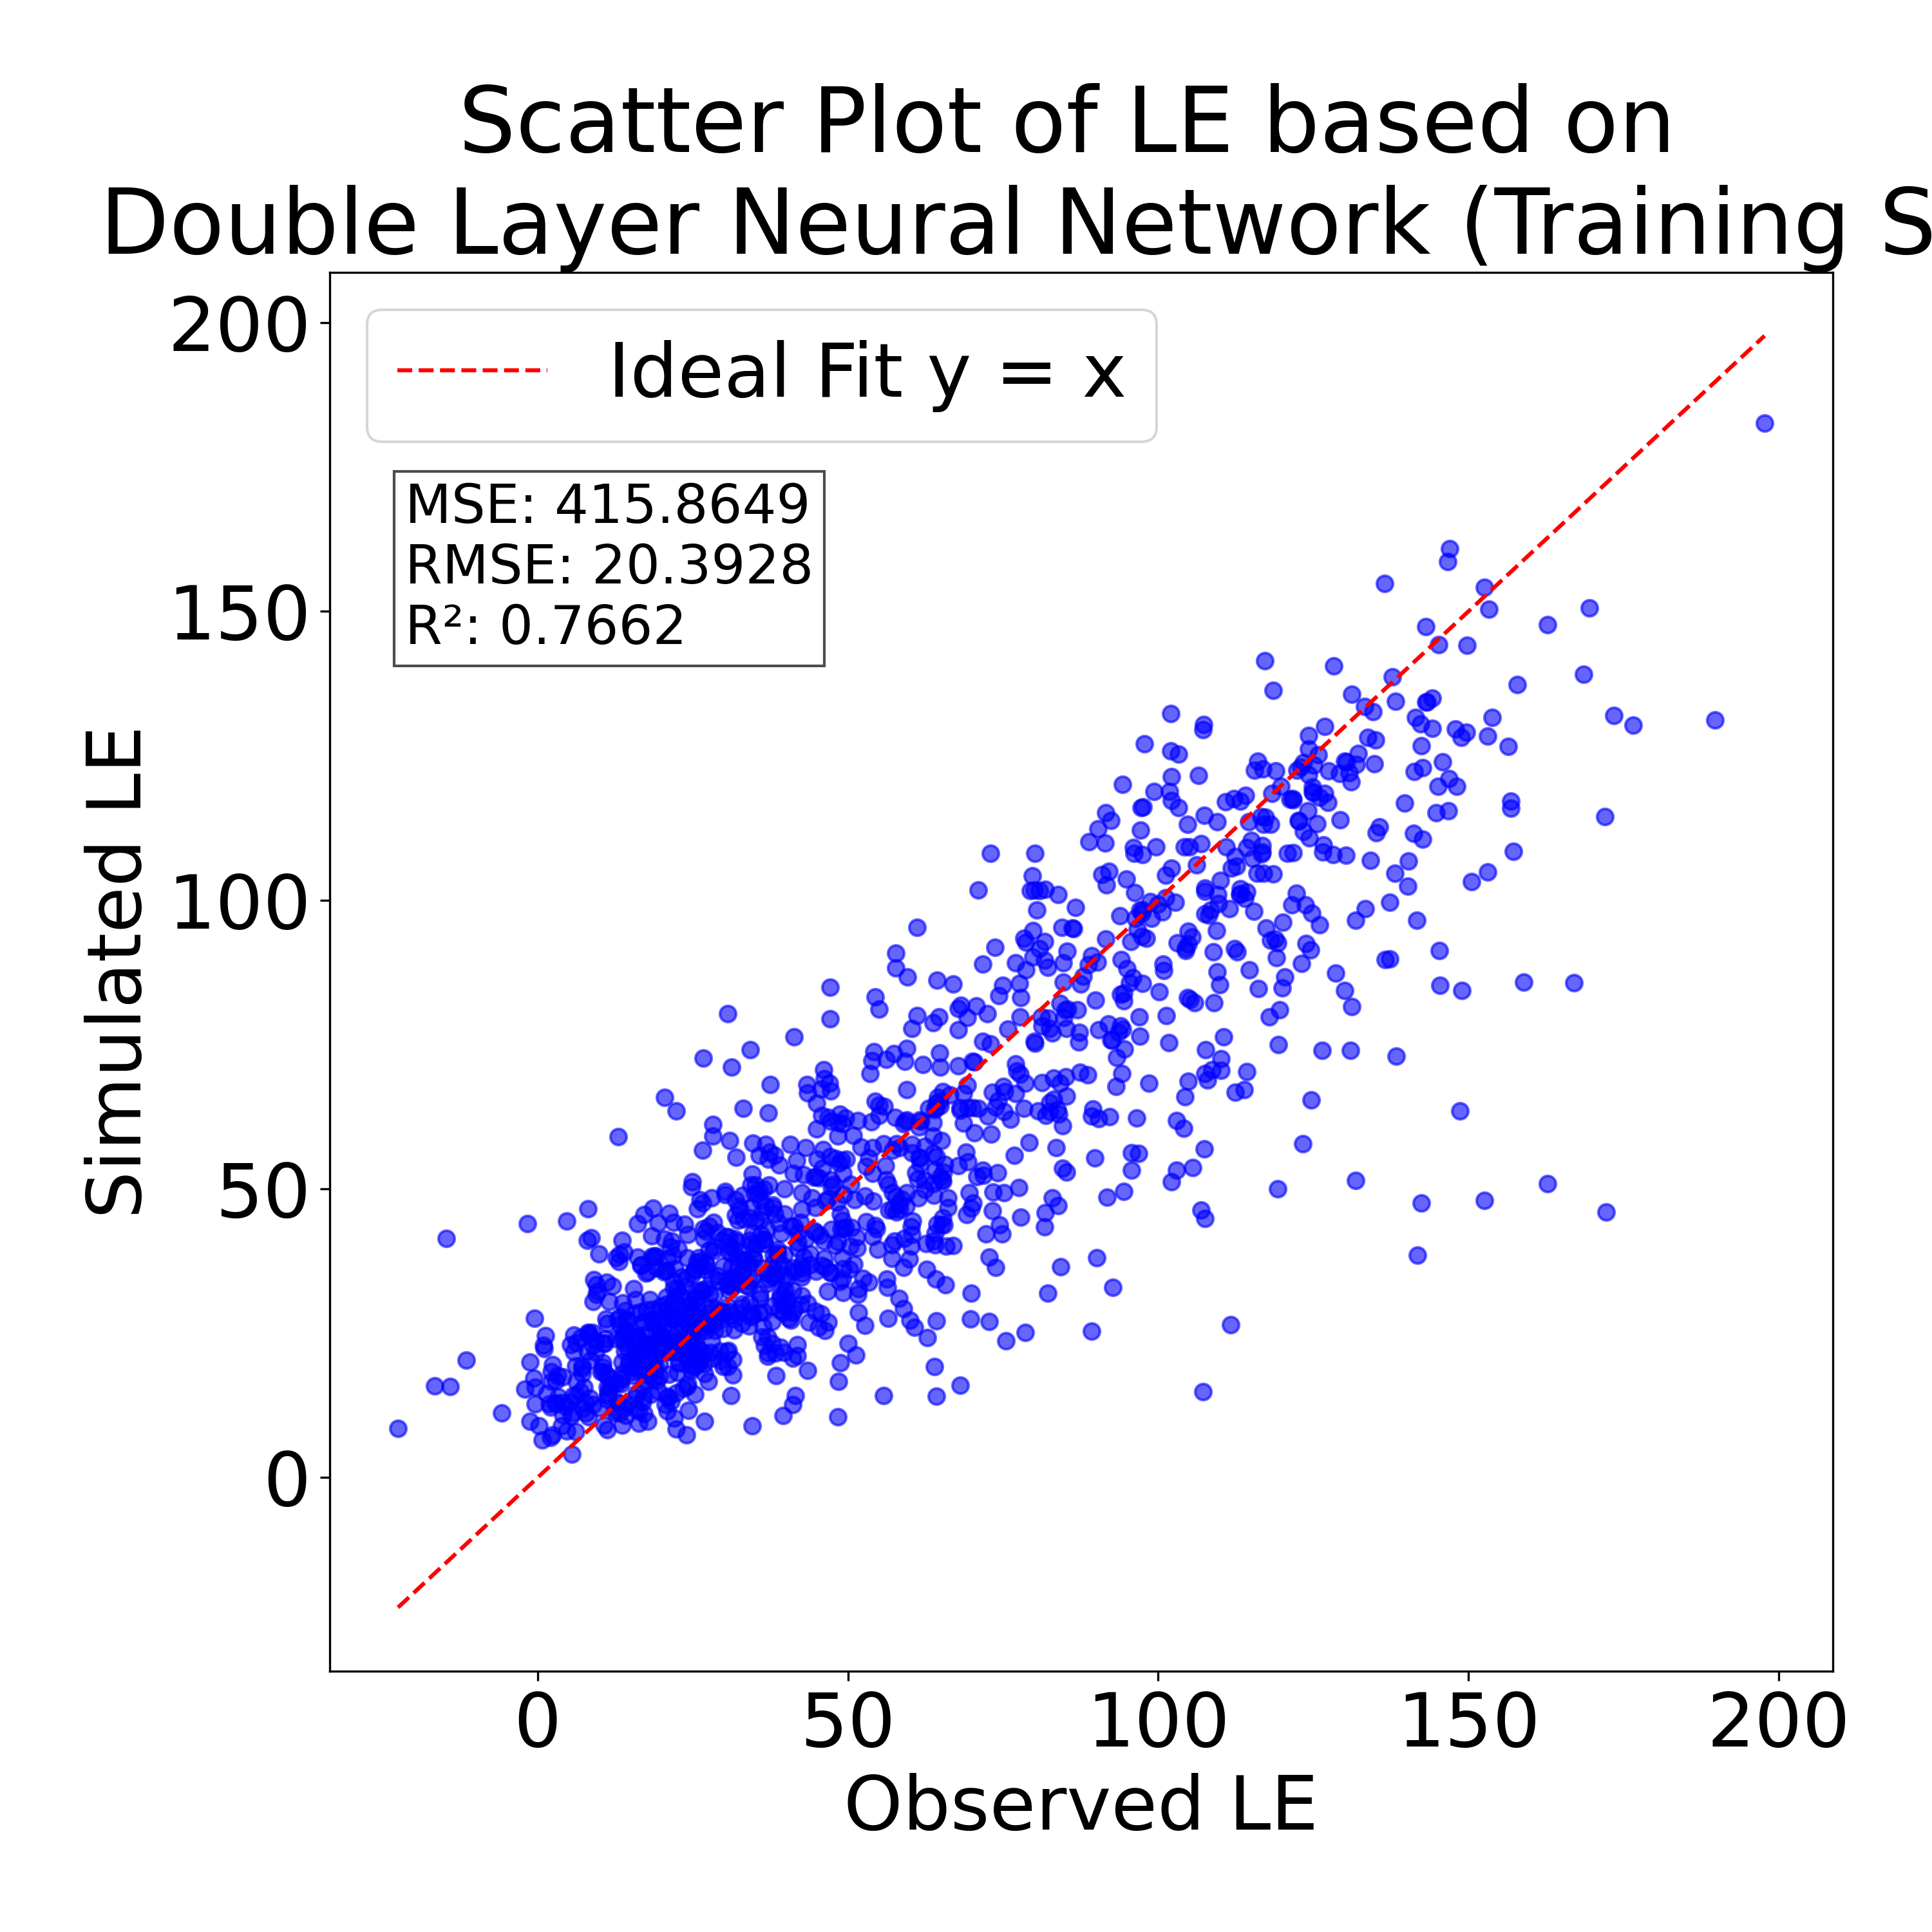 Scatter Plot of LE based on
Double Layer Neural Network (Training S
Ideal Fit y = x
MSE: 415.8649
RMSE: 20.3928
R²: 0.7662
200
150
100
50
0
Simulated LE
0 50 100 150 200
Observed LE